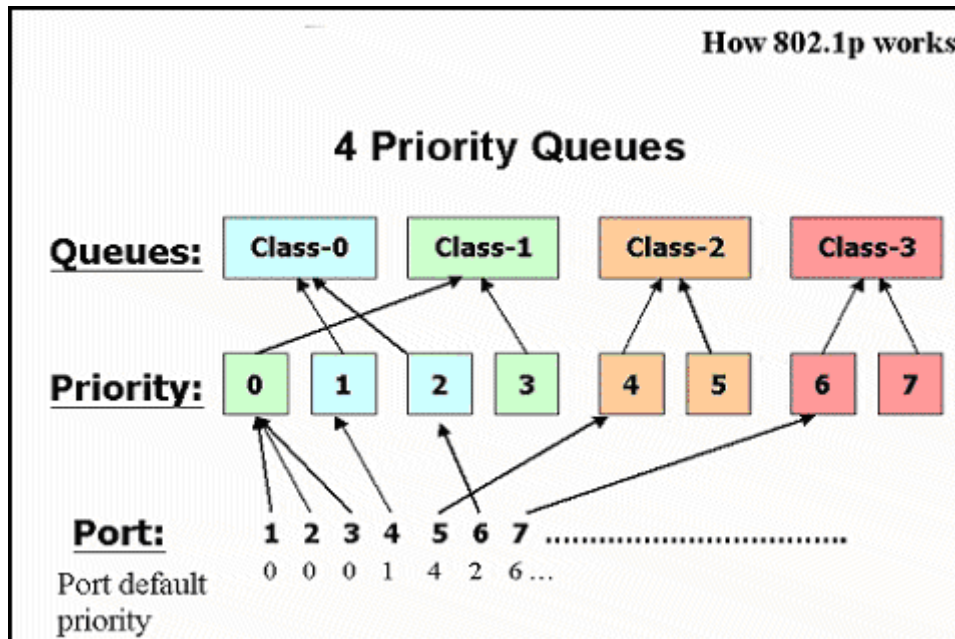 How 802.1p works
4 Priority Queues
Queues: Class-0 Class-1 Class-2 Class-3
Priority: 0 1 2 3 4 5 6 7
Port: 1 2 3 4 5 6 7 ..................................
Port default priority 0 0 0 1 4 2 6 ...